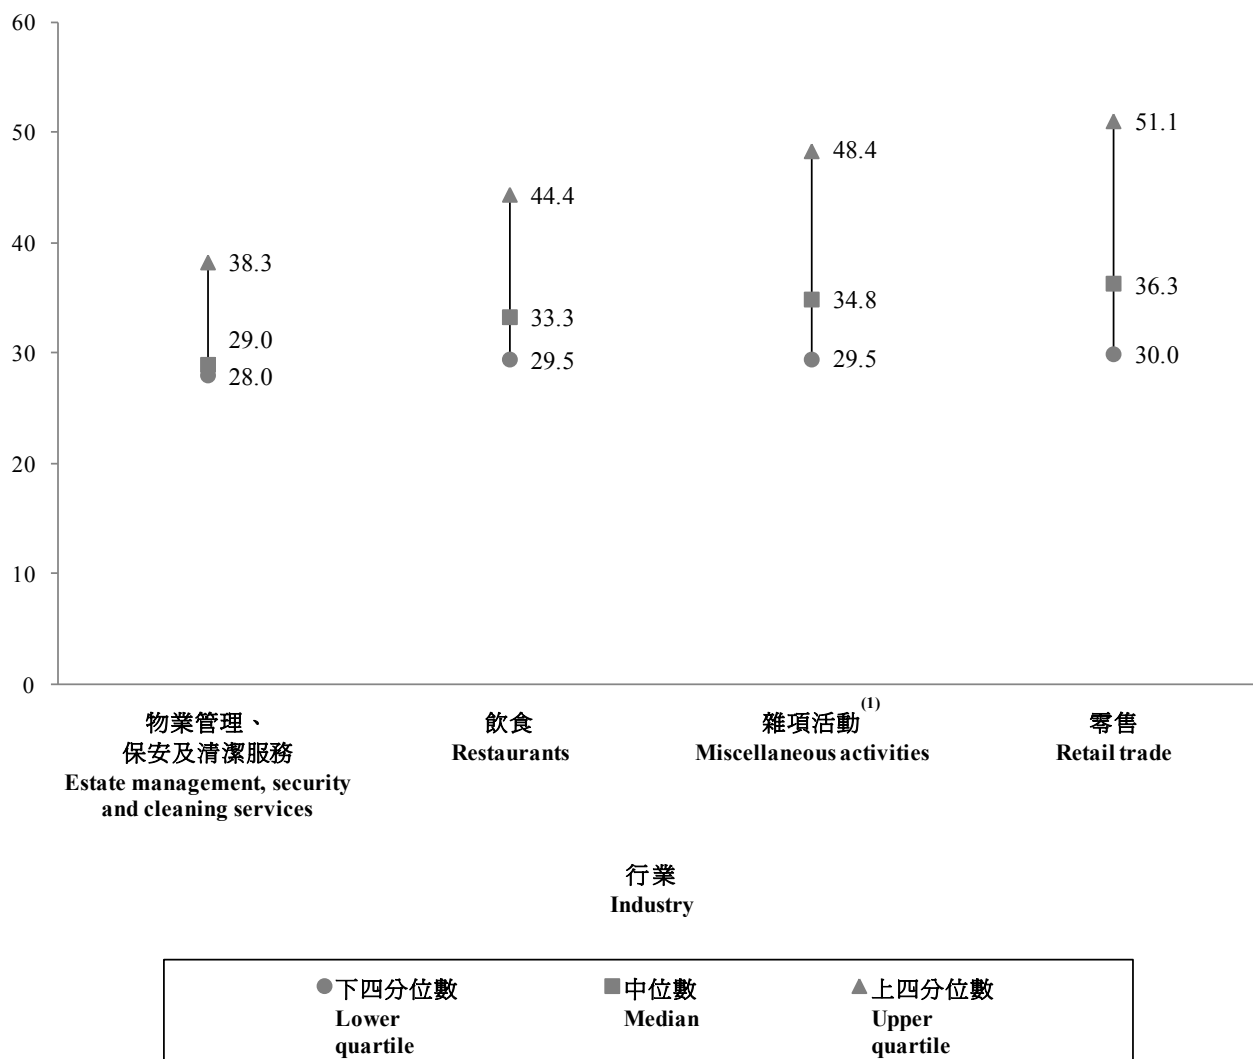 60
50
40
30
20
10
0
38.3
29.0
28.0
44.4
33.3
29.5
48.4
34.8
29.5
51.1
36.3
30.0
物業管理、
保安及清潔服務
Estate management, security
and cleaning services
飲食
Restaurants
雜項活動(1)
Miscellaneous activities
零售
Retail trade
行業
Industry
下四分位數
Lower
quartile
中位數
Median
上四分位數
Upper
quartile